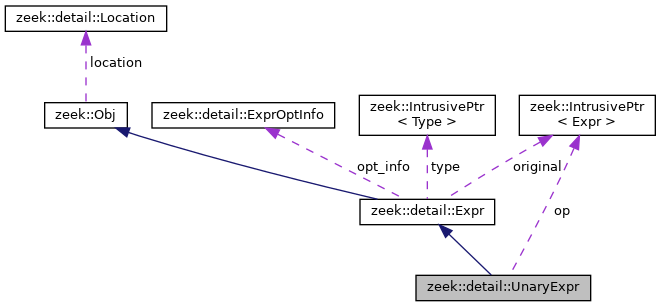 zeek::detail::Location
location
zeek::Obj
zeek::detail::ExprOptInfo
zeek::IntrusivePtr
< Type >
zeek::IntrusivePtr
< Expr >
opt_info
type
original
zeek::detail::Expr
op
zeek::detail::UnaryExpr